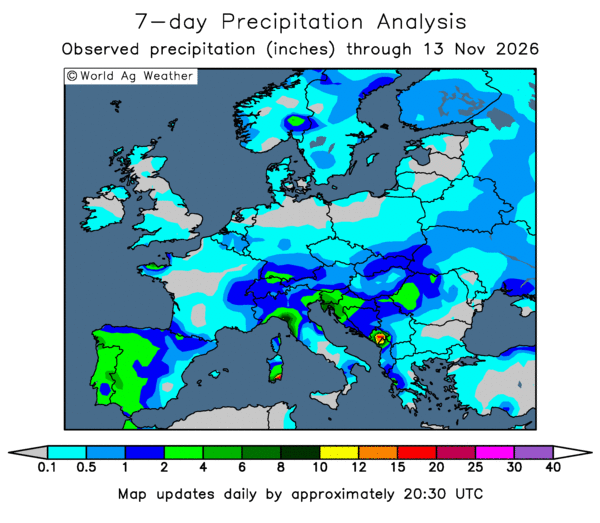 7-day Precipitation Analysis
Observed precipitation (inches) through 13 Nov 2026
© World Ag Weather
0.1 0.5 1 2 4 6 8 10 12 15 20 25 30 40
Map updates daily by approximately 20:30 UTC